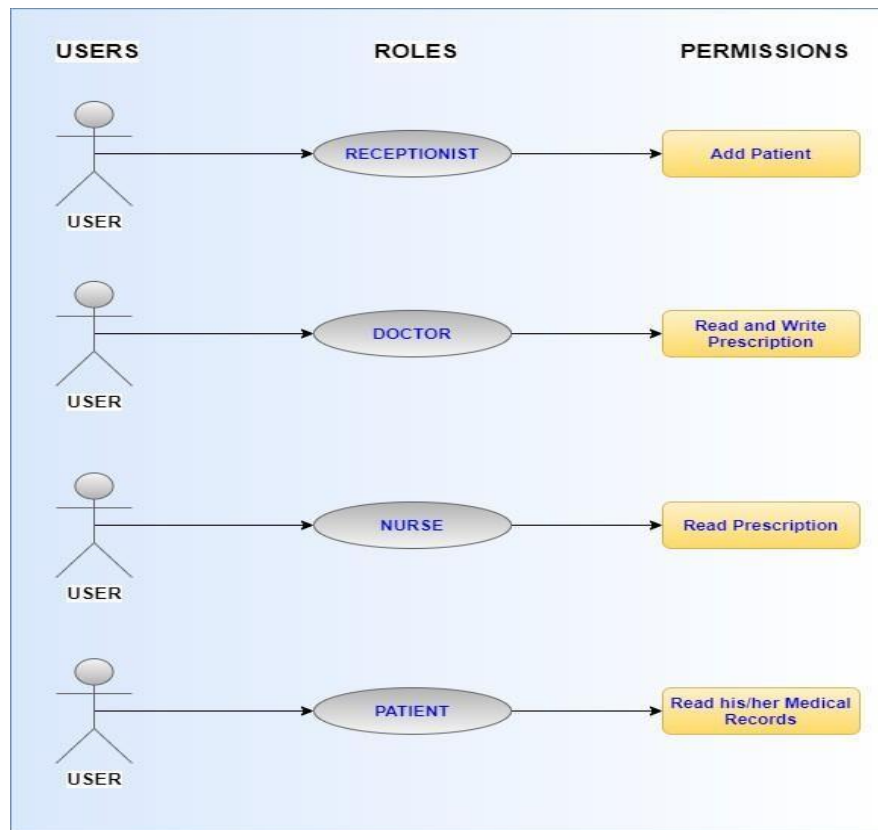 USERS ROLES PERMISSIONS
RECEPTIONIST Add Patient
USER
DOCTOR Read and Write
Prescription
USER
NURSE Read Prescription
USER
PATIENT Read his/her Medical
Records
USER